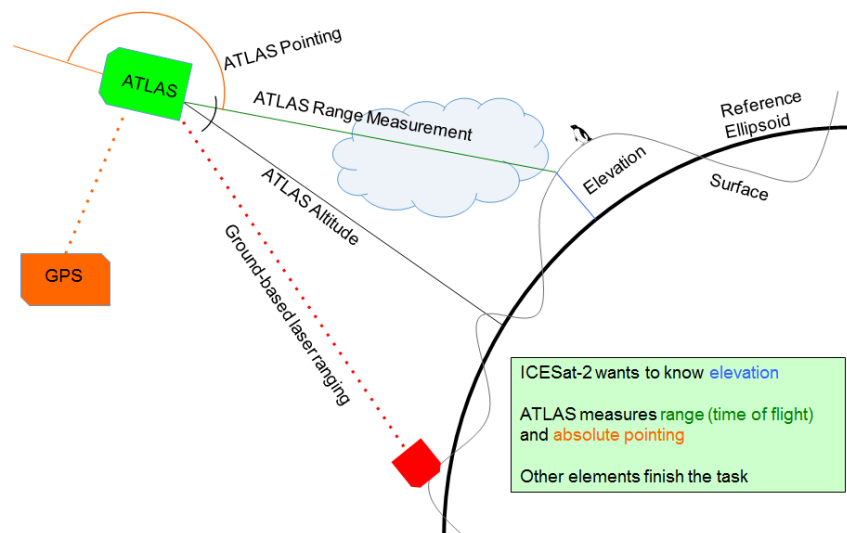 ATLAS Pointing
ATLAS
ATLAS Range Measurement
Reference
Ellipsoid
Elevation
Surface
ATLAS Altitude
Ground-based laser ranging
GPS
ICESat-2 wants to know elevation
ATLAS measures range (time of flight)
and absolute pointing
Other elements finish the task